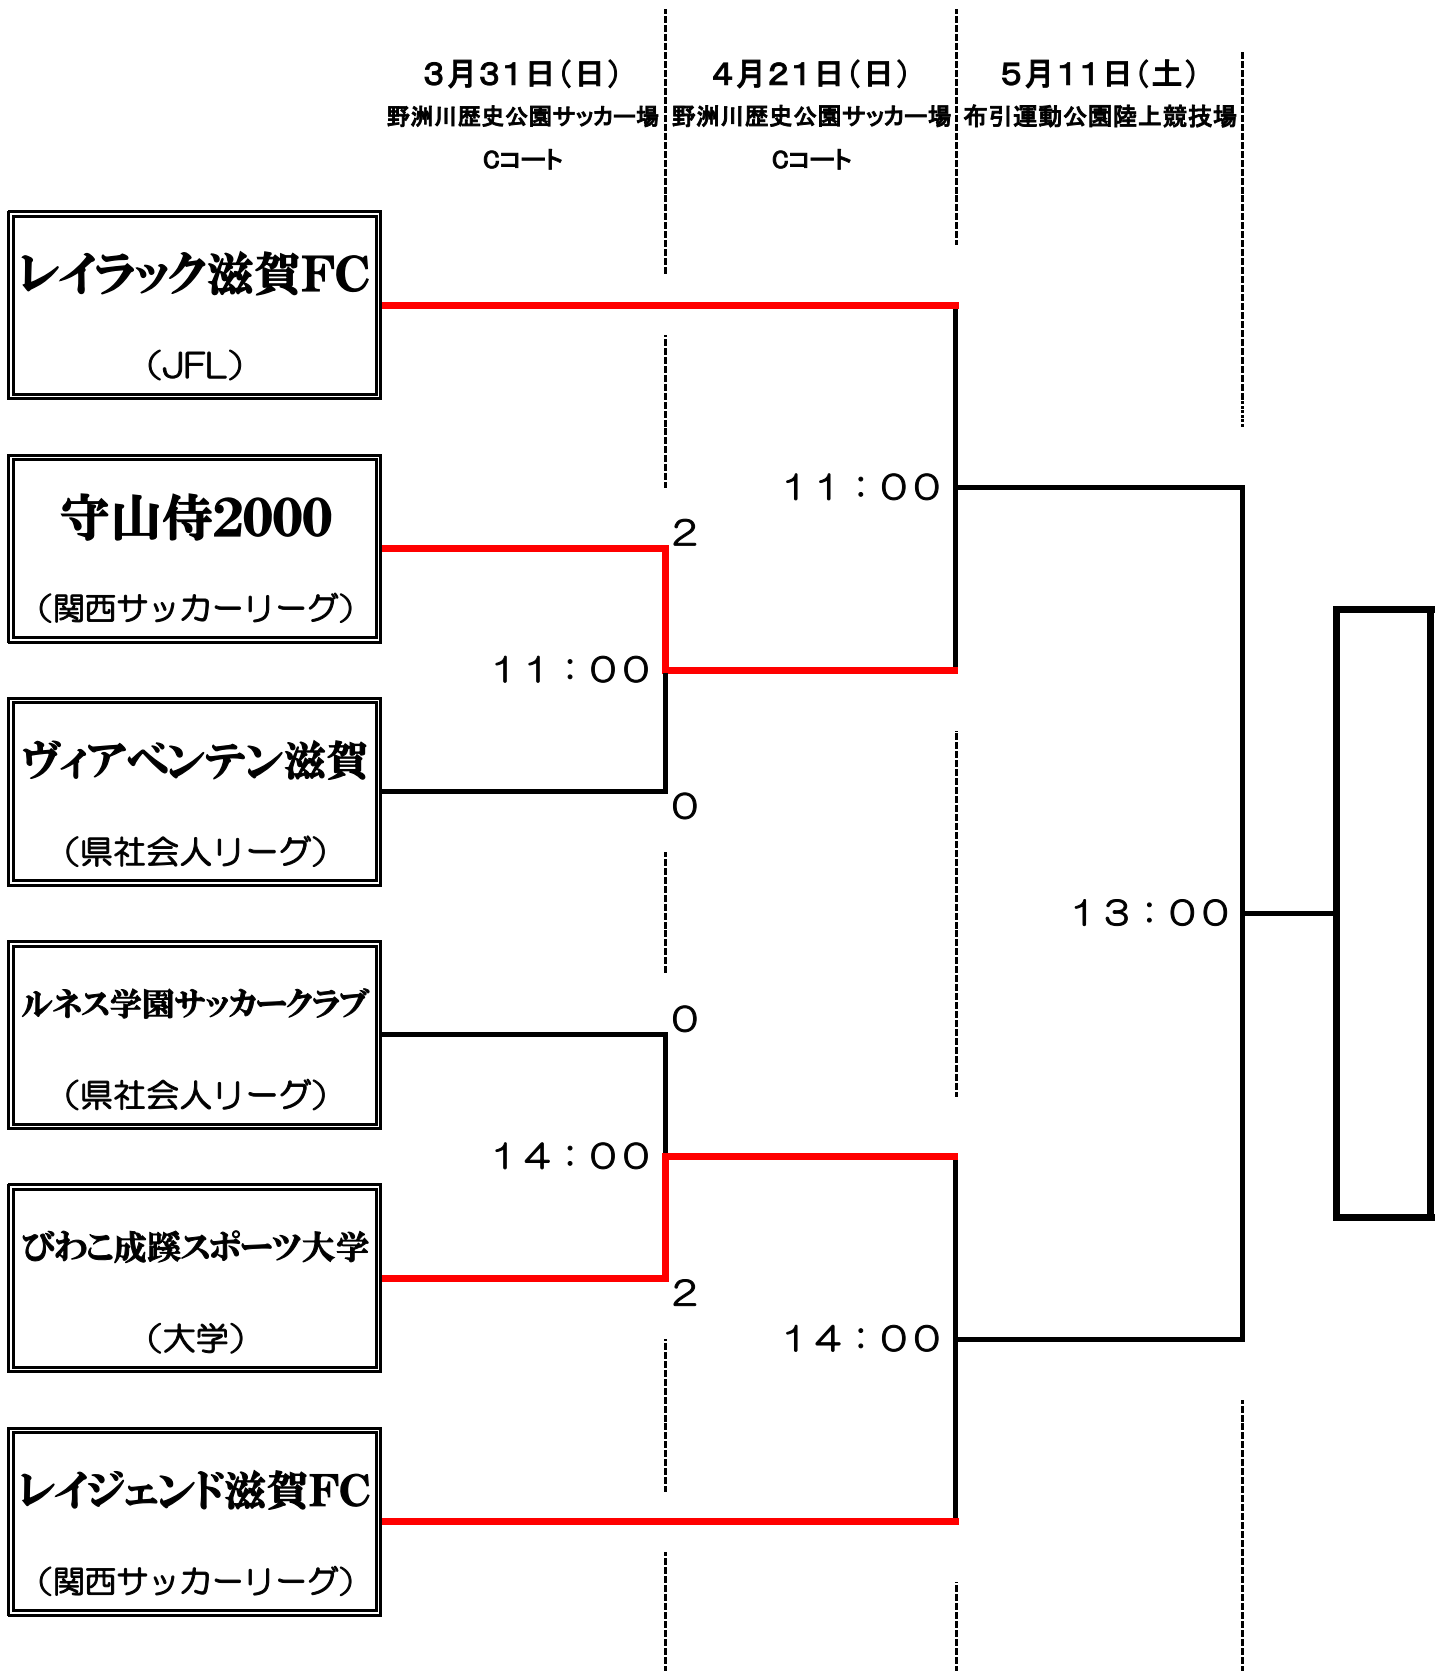 3月31日(日)
野洲川歴史公園サッカー場
Cコート
4月21日(日)
野洲川歴史公園サッカー場
Cコート
5月11日(土)
布引運動公園陸上競技場
レイラック滋賀FC
(JFL)
守山侍2000
(関西サッカーリーグ)
ヴィアベンテン滋賀
(県社会人リーグ)
ルネス学園サッカークラブ
(県社会人リーグ)
びわこ成蹊スポーツ大学
(大学)
レイジェンド滋賀FC
(関西サッカーリーグ)
2
11:00
0
0
14:00
2
11:00
14:00
13:00